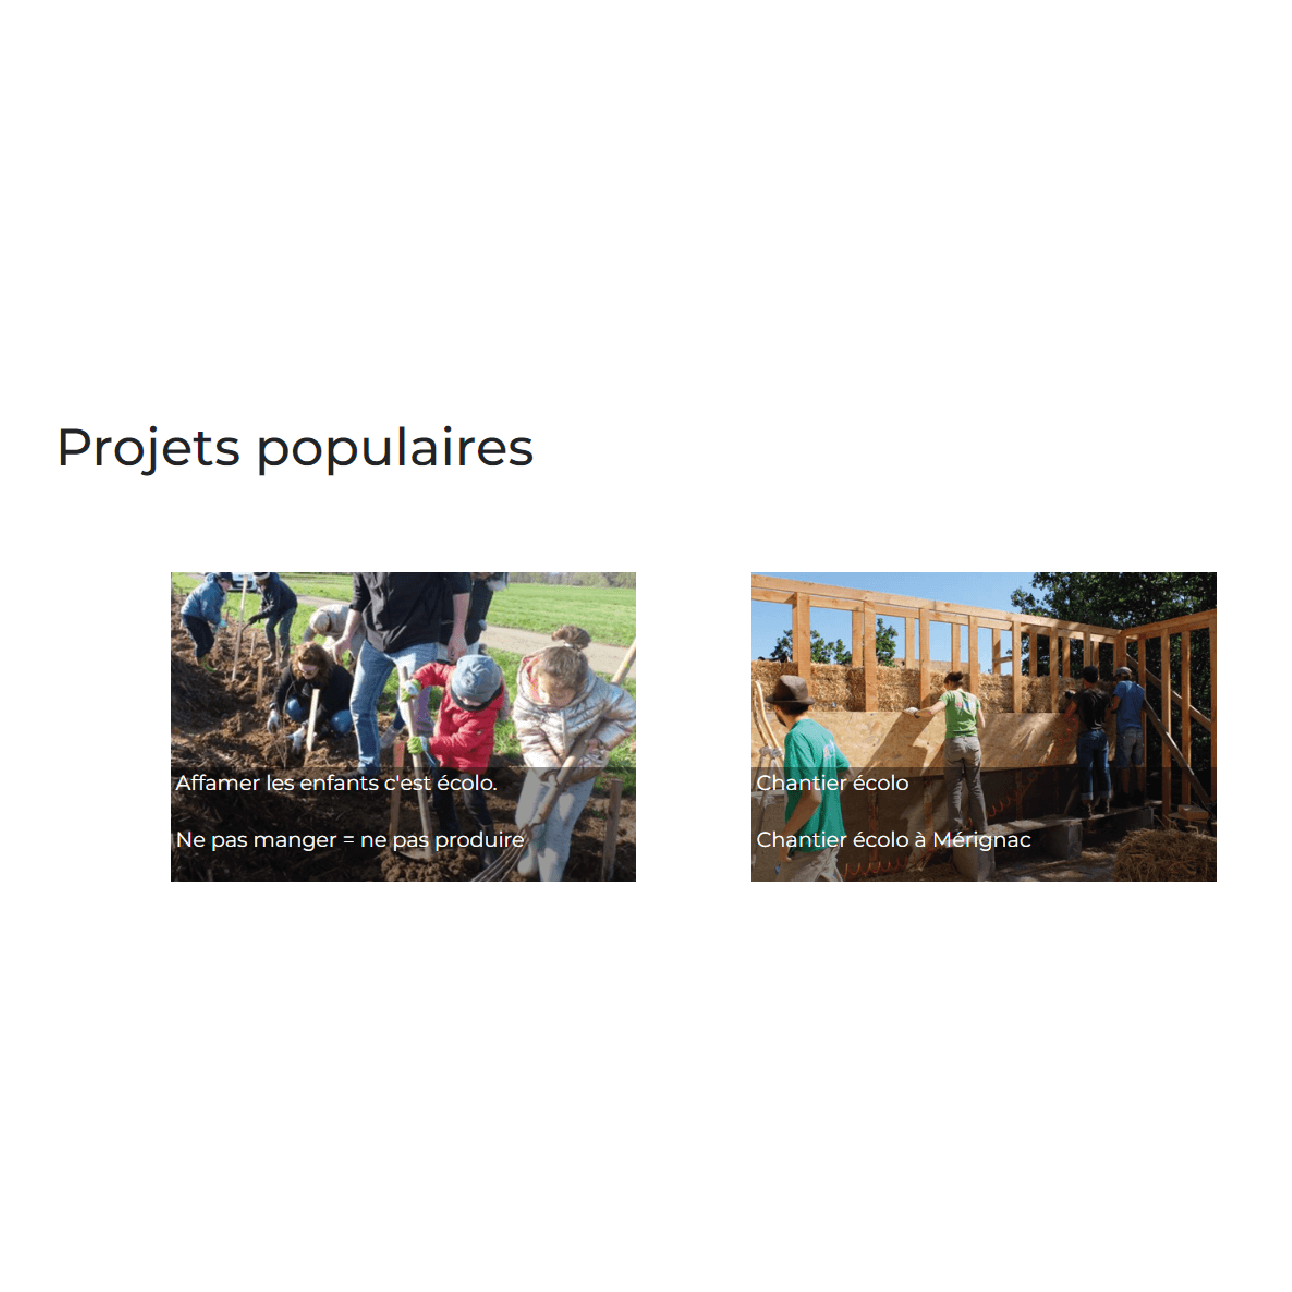 Projets populaires
Affamer les enfants c'est écolo.
Ne pas manger = ne pas produire
Chantier écolo
Chantier écolo à Mérignac